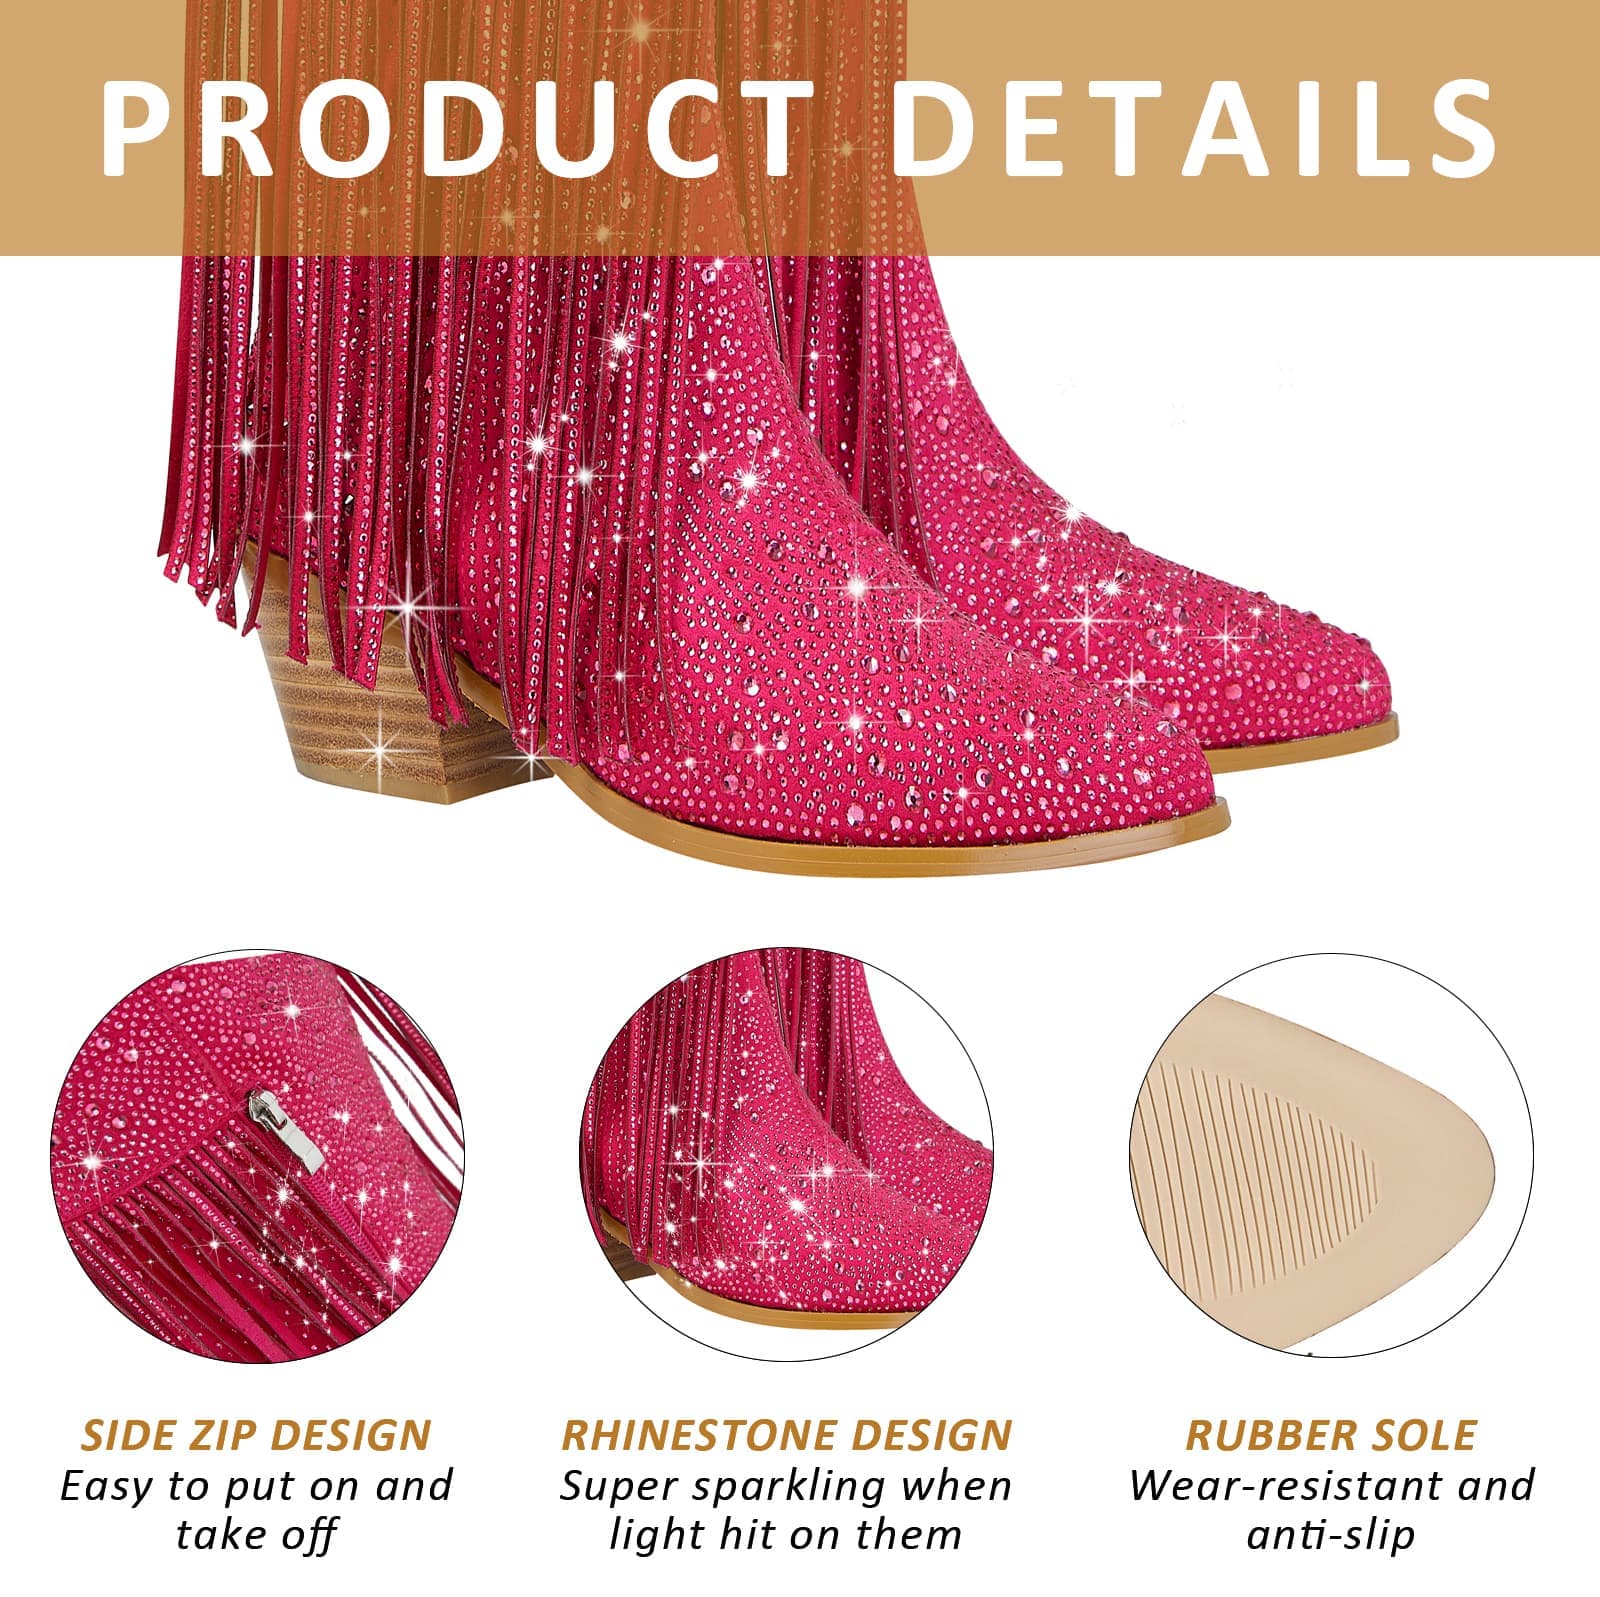 PRODUCT DETAILS
SIDE ZIP DESIGN
Easy to put on and
take off
RHINESTONE DESIGN
Super sparkling when
light hit on them
RUBBER SOLE
Wear-resistant and
anti-slip